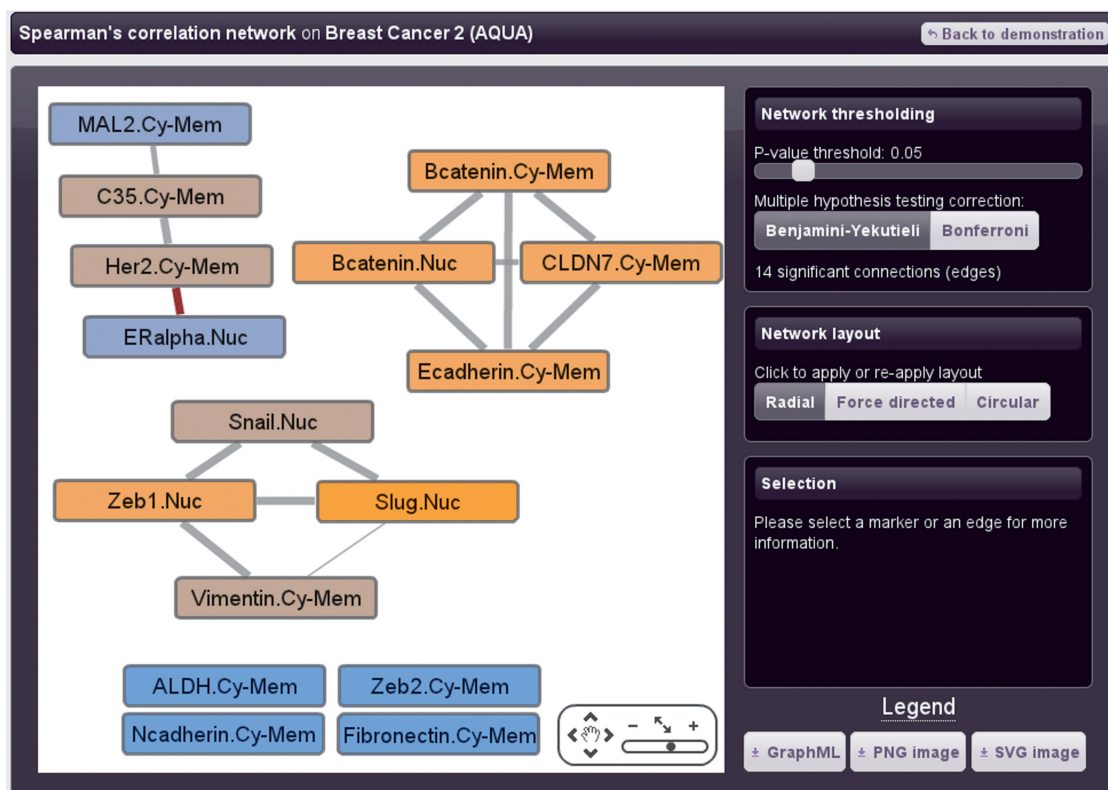 Spearman's correlation network on Breast Cancer 2 (AQUA)
Back to demonstration
MAL2.Cy-Mem
C35.Cy-Mem
Her2.Cy-Mem
ERalpha.Nuc
Bcatenin.Cy-Mem
Bcatenin.Nuc
CLDN7.Cy-Mem
Ecadherin.Cy-Mem
Snail.Nuc
Zeb1.Nuc
Slug.Nuc
Vimentin.Cy-Mem
ALDH.Cy-Mem
Zeb2.Cy-Mem
Ncadherin.Cy-Mem
Fibronectin.Cy-Mem
Network thresholding
P-value threshold: 0.05
Multiple hypothesis testing correction:
Benjamini-Yekutieli
Bonferroni
14 significant connections (edges)
Network layout
Click to apply or re-apply layout
Radial
Force directed
Circular
Selection
Please select a marker or an edge for more
information.
Legend
GraphML
PNG image
SVG image